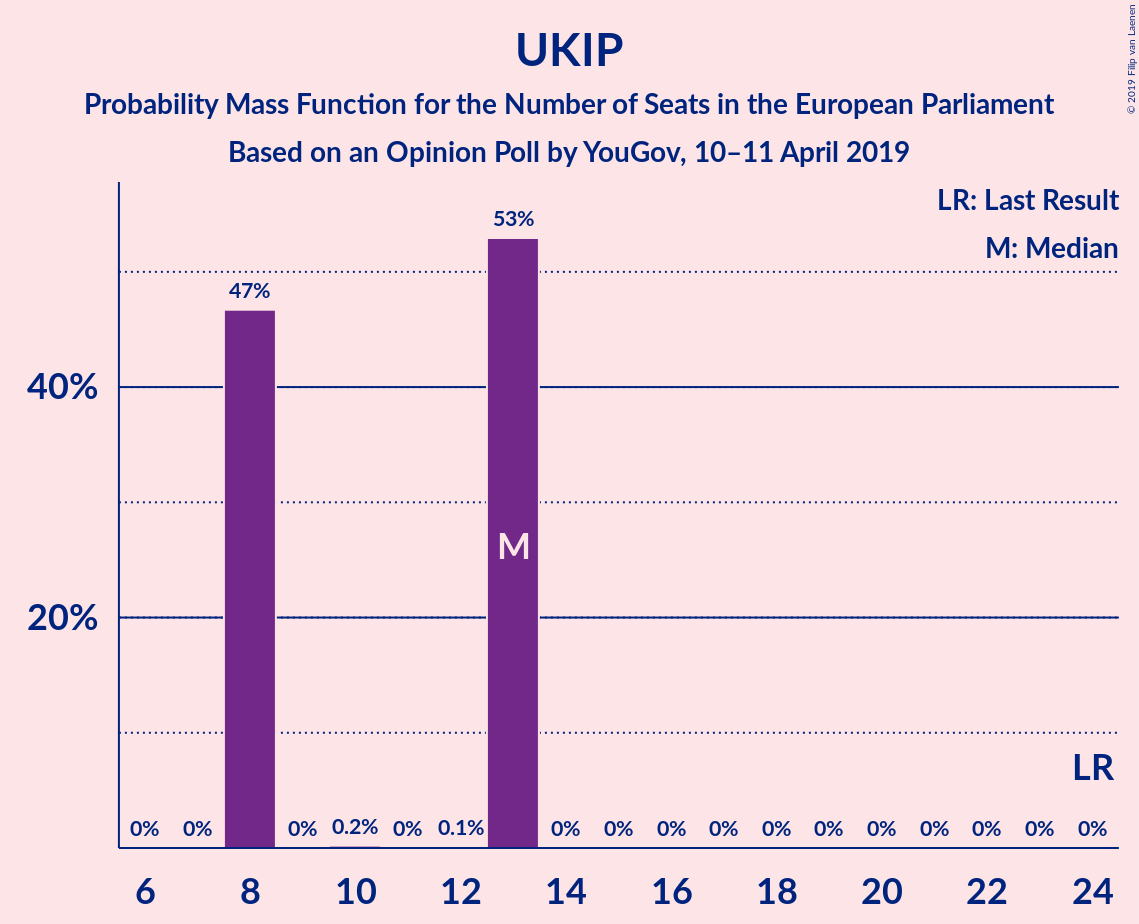 UKIP
Probability Mass Function for the Number of Seats in the European Parliament
Based on an Opinion Poll by YouGov, 10–11 April 2019
© 2019 Filip van Laenen
LR: Last Result
M: Median
53%
47%
40%
M
20%
LR
0% 0% 0% 0.2% 0% 0.1% 0% 0% 0% 0% 0% 0% 0% 0% 0% 0% 0%
6 8 10 12 14 16 18 20 22 24